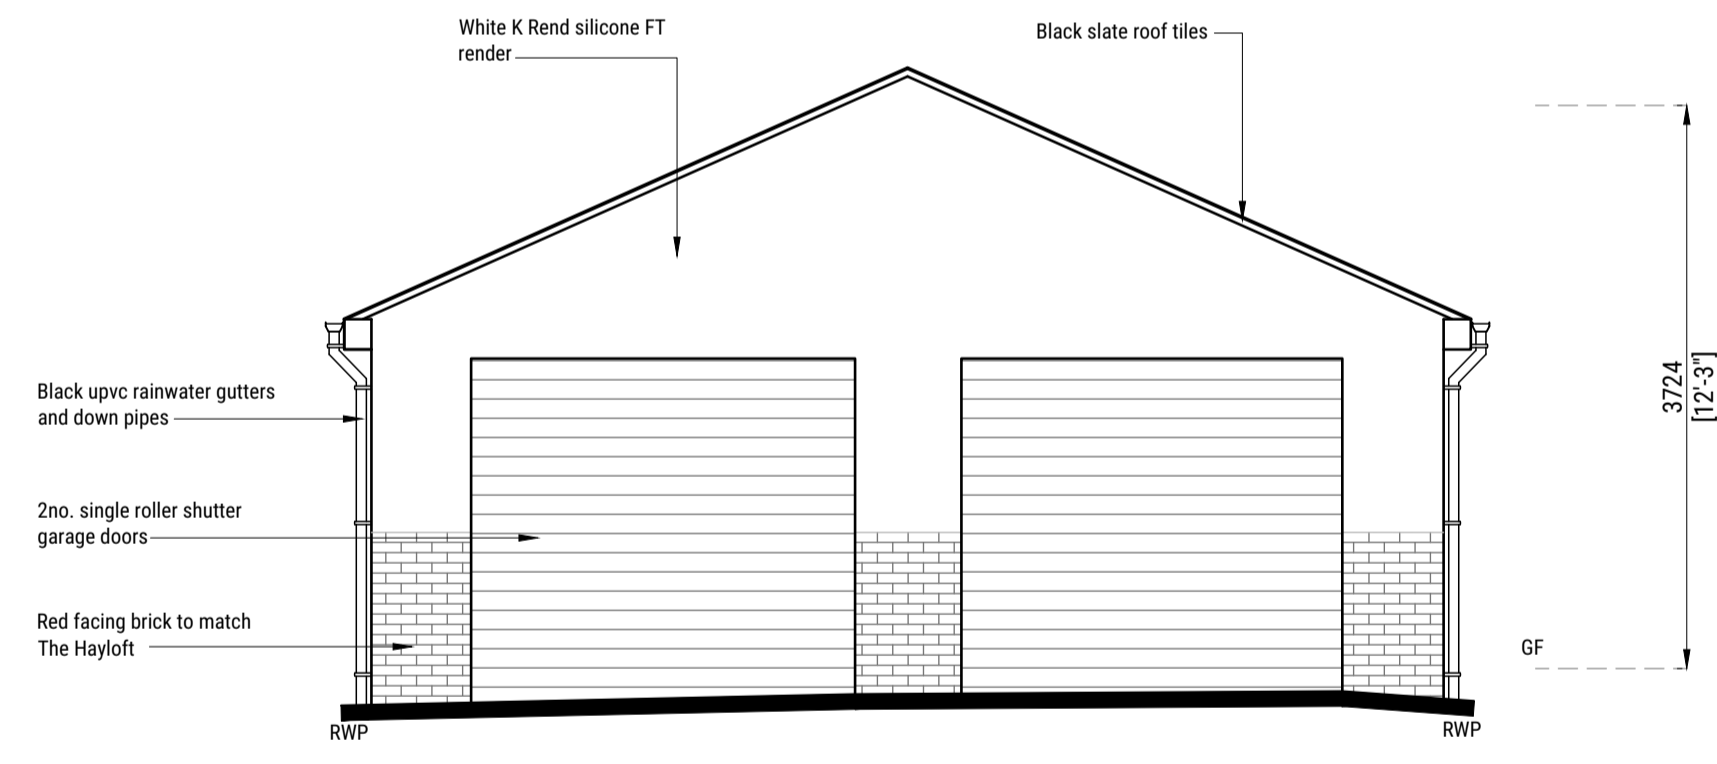 White K Rend silicone FT
render
Black slate roof tiles
Black upvc rainwater gutters
and down pipes
2no. single roller shutter
garage doors
Red facing brick to match
The Hayloft
3724
[12'-3"]
GF
RWP
RWP